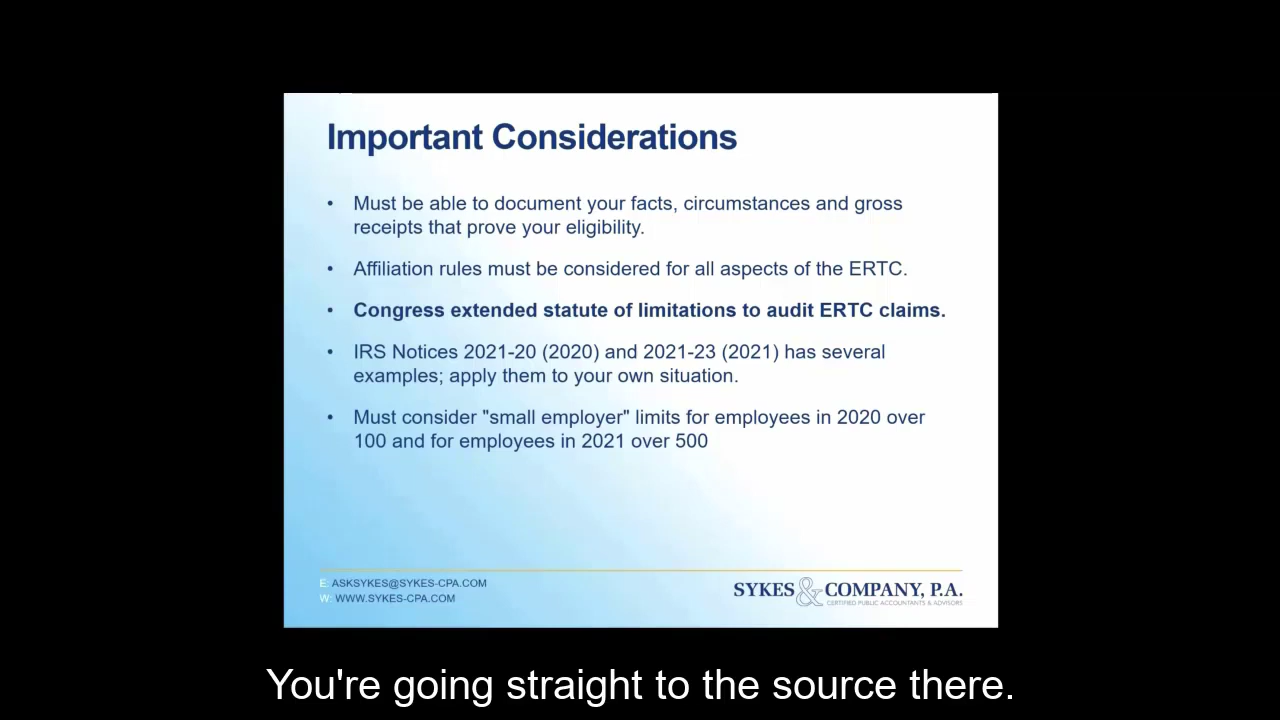 Important Considerations
• Must be able to document your facts, circumstances and gross
receipts that prove your eligibility.
• Affiliation rules must be considered for all aspects of the ERTC.
• Congress extended statute of limitations to audit ERTC claims.
• IRS Notices 2021-20 (2020) and 2021-23 (2021) has several
examples; apply them to your own situation.
• Must consider "small employer" limits for employees in 2020 over
100 and for employees in 2021 over 500
E: ASKSYKES@SYKES-CPA.COM
W: WWW.SYKES-CPA.COM
SYKES & COMPANY, P.A.
CERTIFIED PUBLIC ACCOUNTANTS & ADVISORS
You're going straight to the source there.